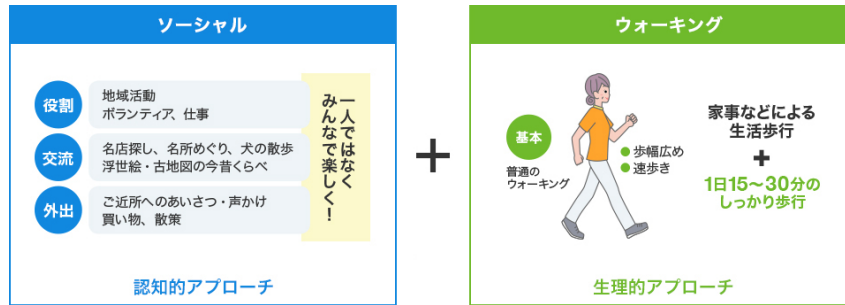 ソーシャル
役割
地域活動
ボランティア、仕事
交流
名店探し、名所めぐり、犬の散歩
浮世絵・古地図の今昔くらべ
外出
ご近所へのあいさつ・声かけ
買い物、散策
一人ではなく
みんなで楽しく!
認知的アプローチ
+
ウォーキング
基本
普通の
ウォーキング
歩幅広め
速歩き
家事などによる
生活歩行
+
1日15〜30分の
しっかり歩行
生理的アプローチ